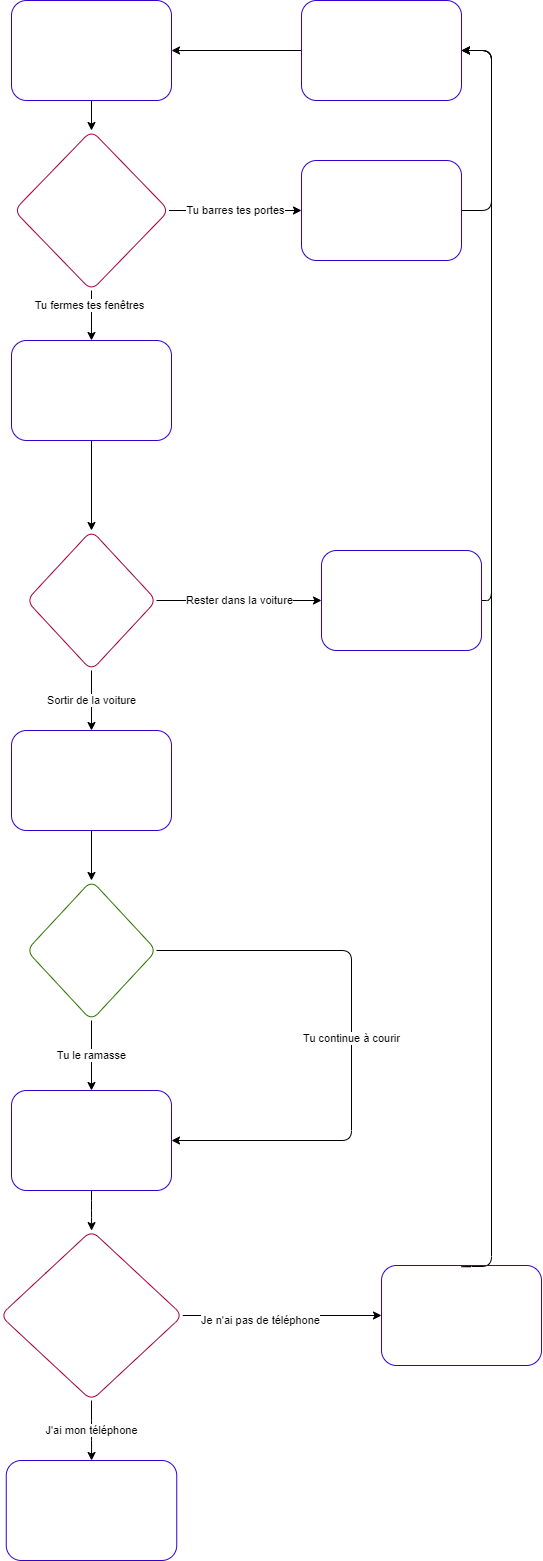 Tu barres tes portes
Tu fermes tes fenêtres
Rester dans la voiture
Sortir de la voiture
Tu continue à courir
Tu le ramasse
Je n'ai pas de téléphone
J'ai mon téléphone